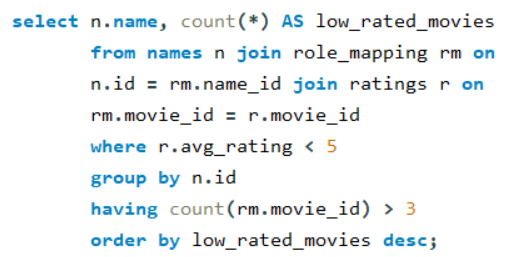 select n.name, count(*) AS low_rated_movies
from names n join role_mapping rm on
n.id = rm.name_id join ratings r on
rm.movie_id = r.movie_id
where r.avg_rating < 5
group by n.id
having count(rm.movie_id) > 3
order by low_rated_movies desc;